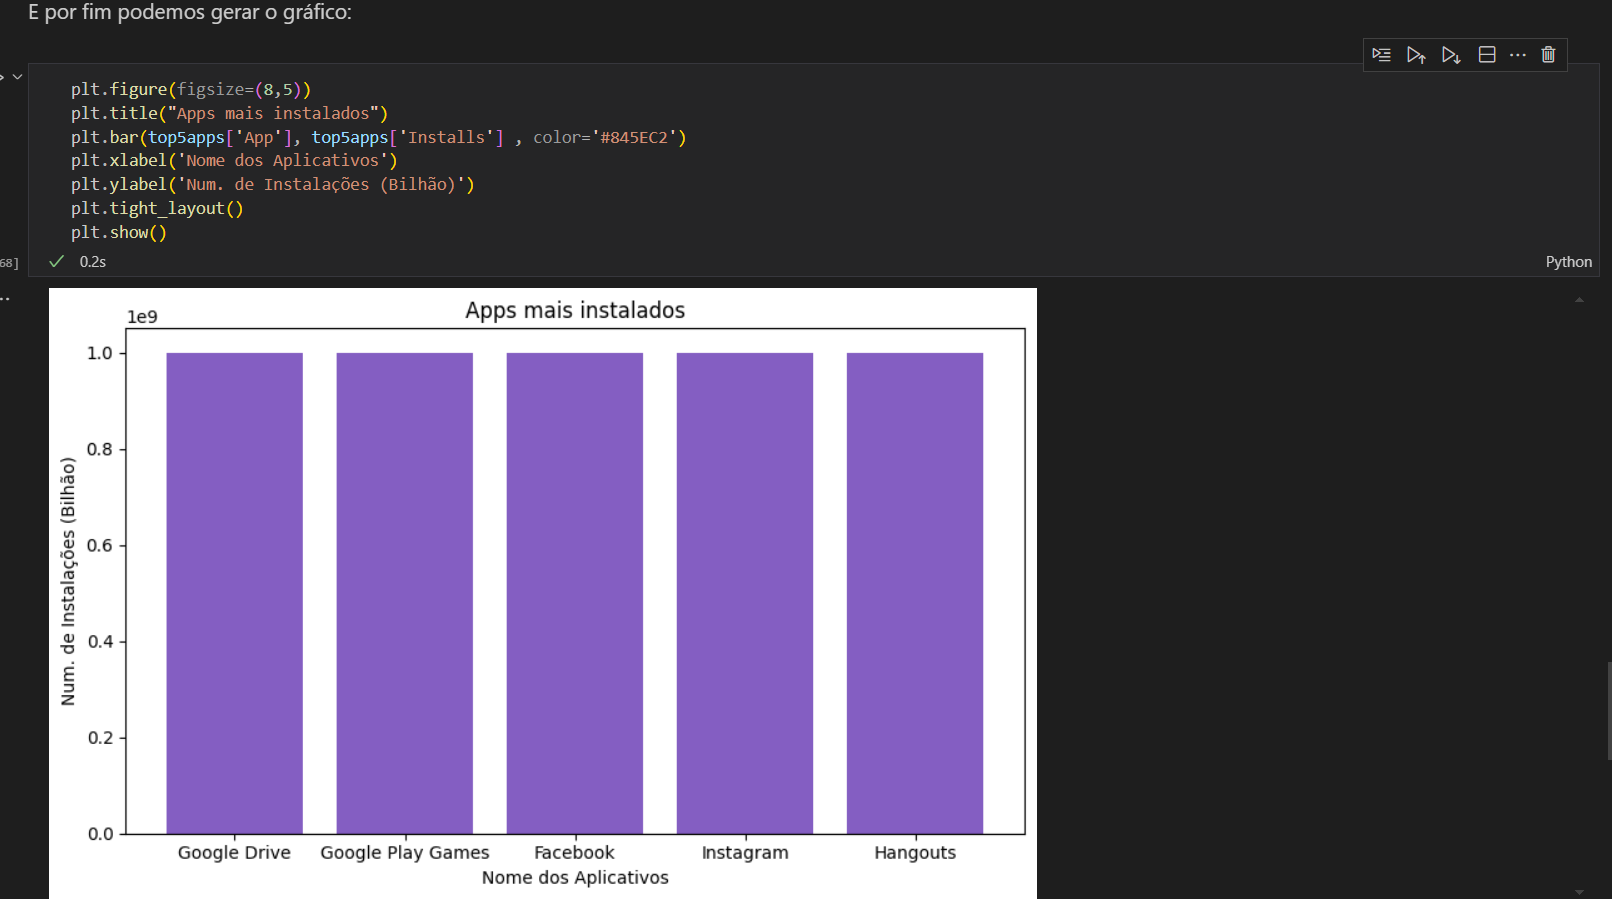 E por fim podemos gerar o gráfico:
plt.figure(figsize=(8,5))
plt.title("Apps mais instalados")
plt.bar(top5apps['App'], top5apps['Installs'] , color='#845EC2')
plt.xlabel('Nome dos Aplicativos')
plt.ylabel('Num. de Instalações (Bilhão)')
plt.tight_layout()
plt.show()
68]
0.2s
Python
Apps mais instalados
1e9
1.0
0.8
0.6
0.4
0.2
0.0
Num. de Instalações (Bilhão)
Google Drive Google Play Games Facebook Instagram Hangouts
Nome dos Aplicativos